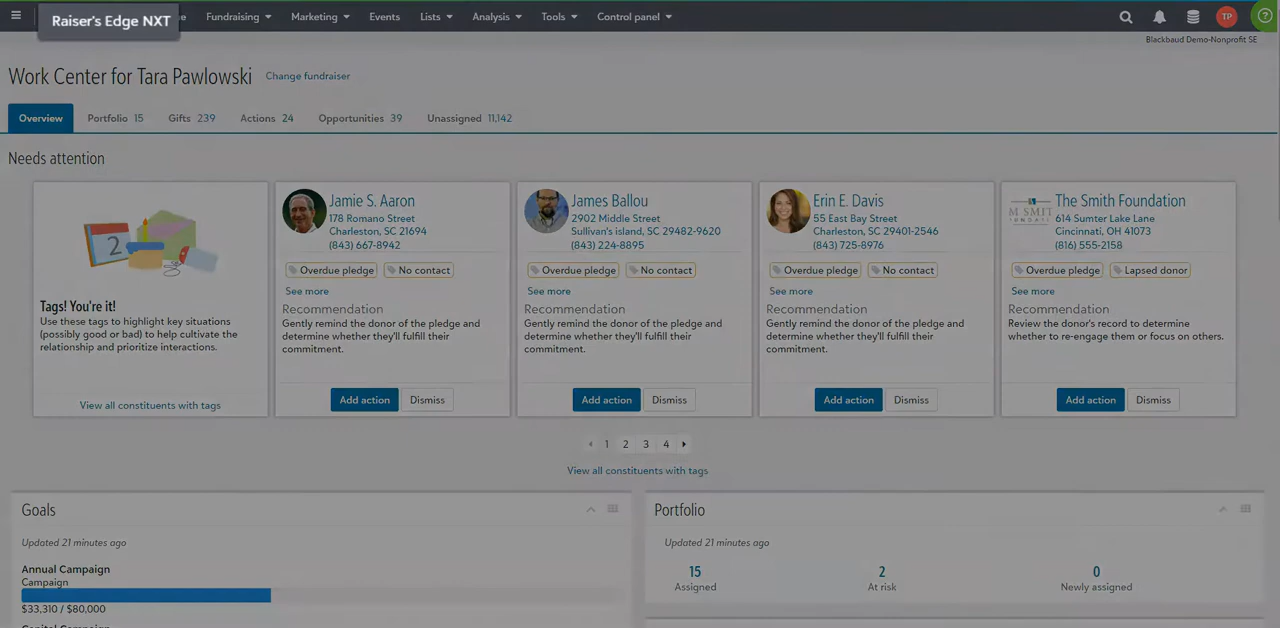 Raiser's Edge NXT
Fundraising
Marketing
Events
Lists
Analysis
Tools
Control panel
TP
Blackbaud Demo-Nonprofit SE
Work Center for Tara Pawlowski
Change fundraiser
Overview
Portfolio 15
Gifts 239
Actions 24
Opportunities 39
Unassigned 11,142
Needs attention
2
Tags! You're it!
Use these tags to highlight key situations
(possibly good or bad) to help cultivate the
relationship and prioritize interactions.
View all constituents with tags
Jamie S. Aaron
178 Romano Street
Charleston, SC 21694
(843) 667-8942
Overdue pledge
No contact
See more
Recommendation
Gently remind the donor of the pledge and
determine whether they'll fulfill their
commitment.
Add action
Dismiss
James Ballou
2902 Middle Street
Sullivan's island, SC 29482-9620
(843) 224-8895
Overdue pledge
No contact
See more
Recommendation
Gently remind the donor of the pledge and
determine whether they'll fulfill their
commitment.
Add action
Dismiss
Erin E. Davis
55 East Bay Street
Charleston, SC 29401-2546
(843) 725-8976
Overdue pledge
No contact
See more
Recommendation
Gently remind the donor of the pledge and
determine whether they'll fulfill their
commitment.
Add action
Dismiss
The Smith Foundation
614 Sumter Lake Lane
Cincinnati, OH 41073
(816) 555-2158
Overdue pledge
Lapsed donor
See more
Recommendation
Review the donor's record to determine
whether to re-engage them or focus on others.
Add action
Dismiss
1 2 3 4
View all constituents with tags
Goals
Updated 21 minutes ago
Annual Campaign
Campaign
$33,310 / $80,000
Portfolio
Updated 21 minutes ago
15
Assigned
2
At risk
0
Newly assigned